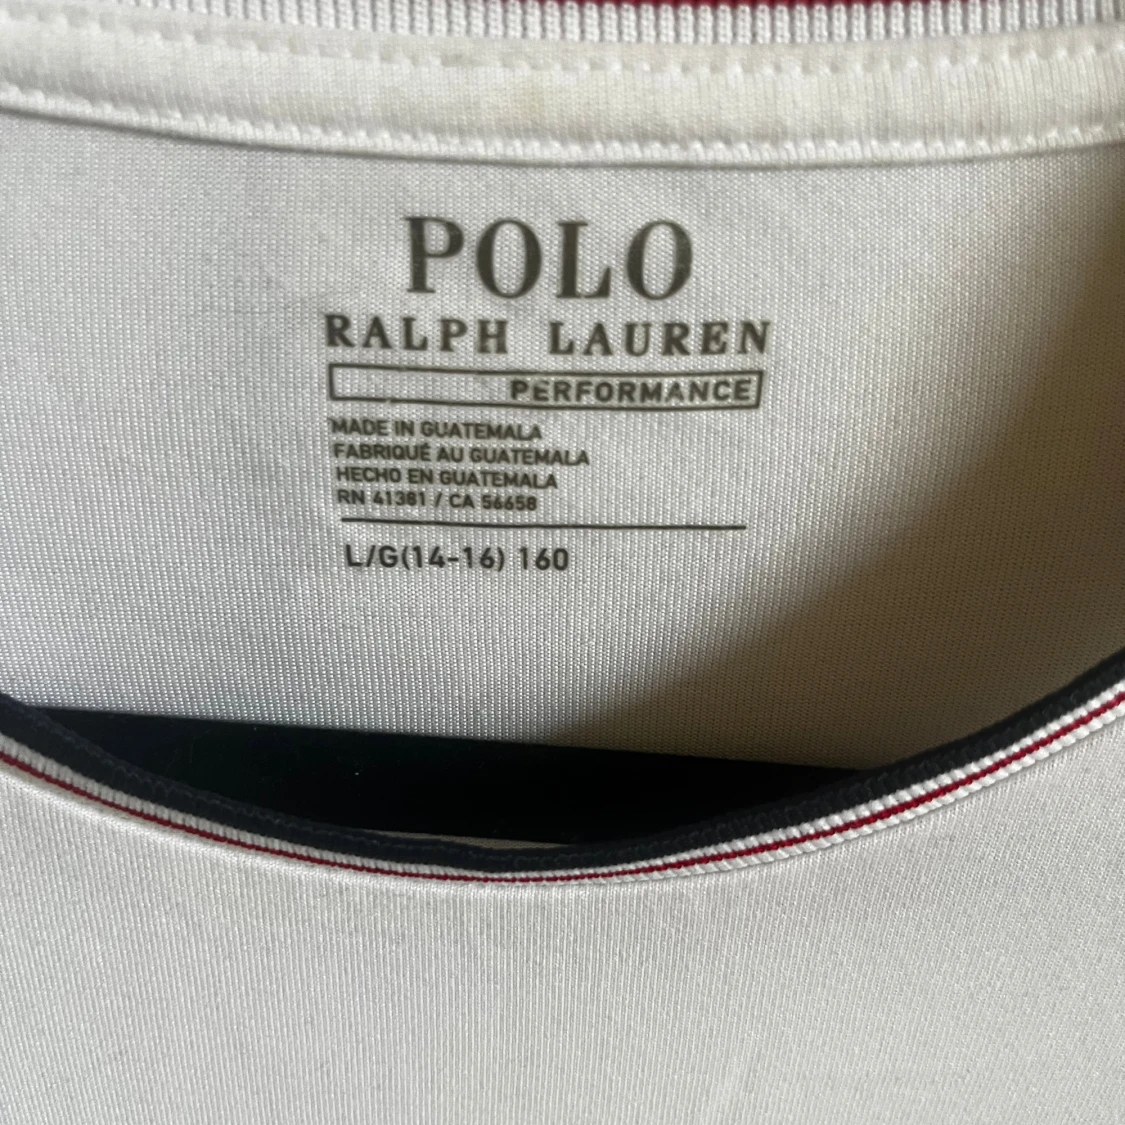 POLO
RALPH LAUREN
PERFORMANCE
MADE IN GUATEMALA
FABRIQUÉ AU GUATEMALA
HECHO EN GUATEMALA
RN 41381 / CA 56658
L/G(14-16) 160